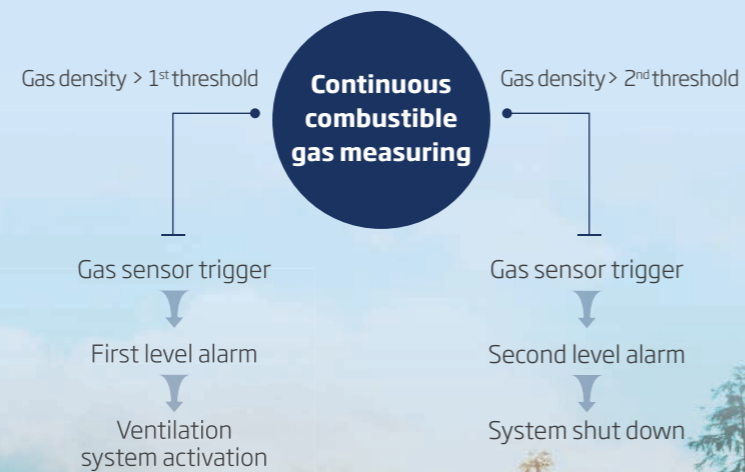 Gas density > 1st threshold
Continuous
combustible
gas measuring
Gas density > 2nd threshold
Gas sensor trigger
First level alarm
Ventilation
system activation
Gas sensor trigger
Second level alarm
System shut down